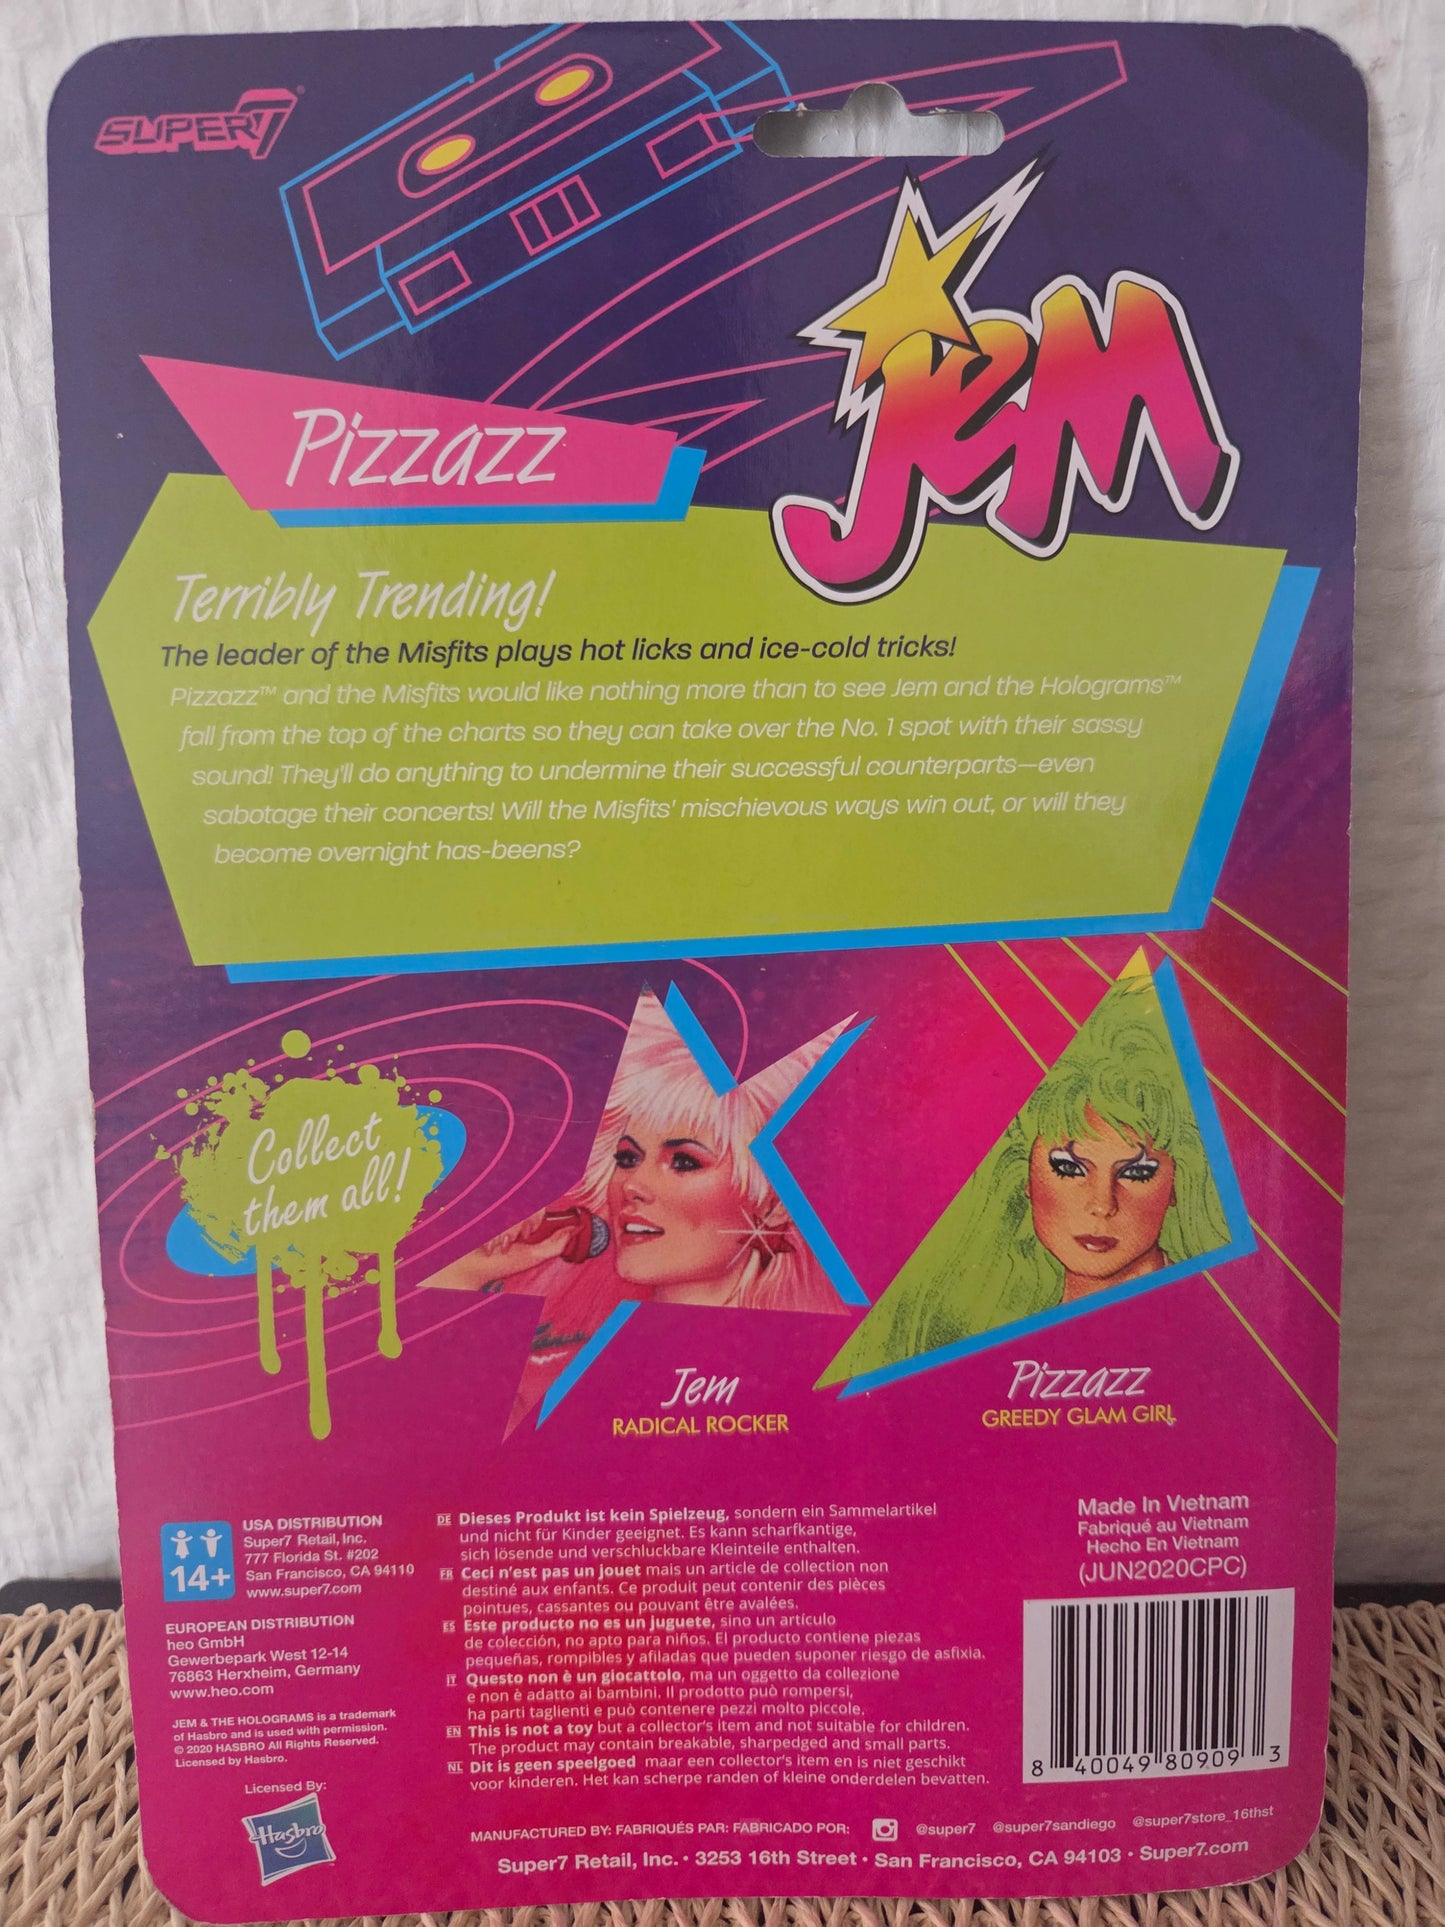 SUPER7
JEM
Pizzazz
Terribly Trending!
The leader of the Misfits plays hot licks and ice-cold tricks!
Pizzazz™ and the Misfits would like nothing more than to see Jem and the Holograms™
fall from the top of the charts so they can take over the No. 1 spot with their sassy
sound! They'll do anything to undermine their successful counterparts—even
sabotage their concerts! Will the Misfits' mischievous ways win out, or will they
become overnight has-beens?
Collect
them all!
Jem
RADICAL ROCKER
Pizzazz
GREEDY GLAM GIRL
14+
USA DISTRIBUTION
Super7 Retail, Inc.
777 Florida St. #202
San Francisco, CA 94110
www.super7.com
EUROPEAN DISTRIBUTION
heo GmbH
Gewerbepark West 12-14
76863 Herxheim, Germany
www.heo.com
JEM & THE HOLOGRAMS is a trademark
of Hasbro and is used with permission.
© 2020 HASBRO All Rights Reserved.
Licensed by Hasbro.
Licensed By:
Hasbro
DE Dieses Produkt ist kein Spielzeug, sondern ein Sammelartikel
und nicht für Kinder geeignet. Es kann scharfkantige,
sich lösende und verschluckbare Kleinteile enthalten.
FR Ceci n'est pas un jouet mais un article de collection non
destiné aux enfants. Ce produit peut contenir des pièces
pointues, cassantes ou pouvant être avalées.
ES Este producto no es un juguete, sino un artículo
de colección, no apto para niños. El producto contiene piezas
pequeñas, rompibles y afiladas que pueden suponer riesgo de asfixia.
IT Questo non è un giocattolo, ma un oggetto da collezione
e non è adatto ai bambini. Il prodotto può rompersi,
ha parti taglienti e può contenere pezzi molto piccole.
EN This is not a toy but a collector's item and not suitable for children.
The product may contain breakable, sharpedged and small parts.
NL Dit is geen speelgoed maar een collector's item en is niet geschikt
voor kinderen. Het kan scherpe randen of kleine onderdelen bevatten.
Made In Vietnam
Fabriqué au Vietnam
Hecho En Vietnam
(JUN2020CPC)
8 40049 80909 3
MANUFACTURED BY: FABRIQUÉS PAR: FABRICADO POR: @super7 @super7sandiego @super7store_16thst
Super7 Retail, Inc. • 3253 16th Street • San Francisco, CA 94103 • Super7.com